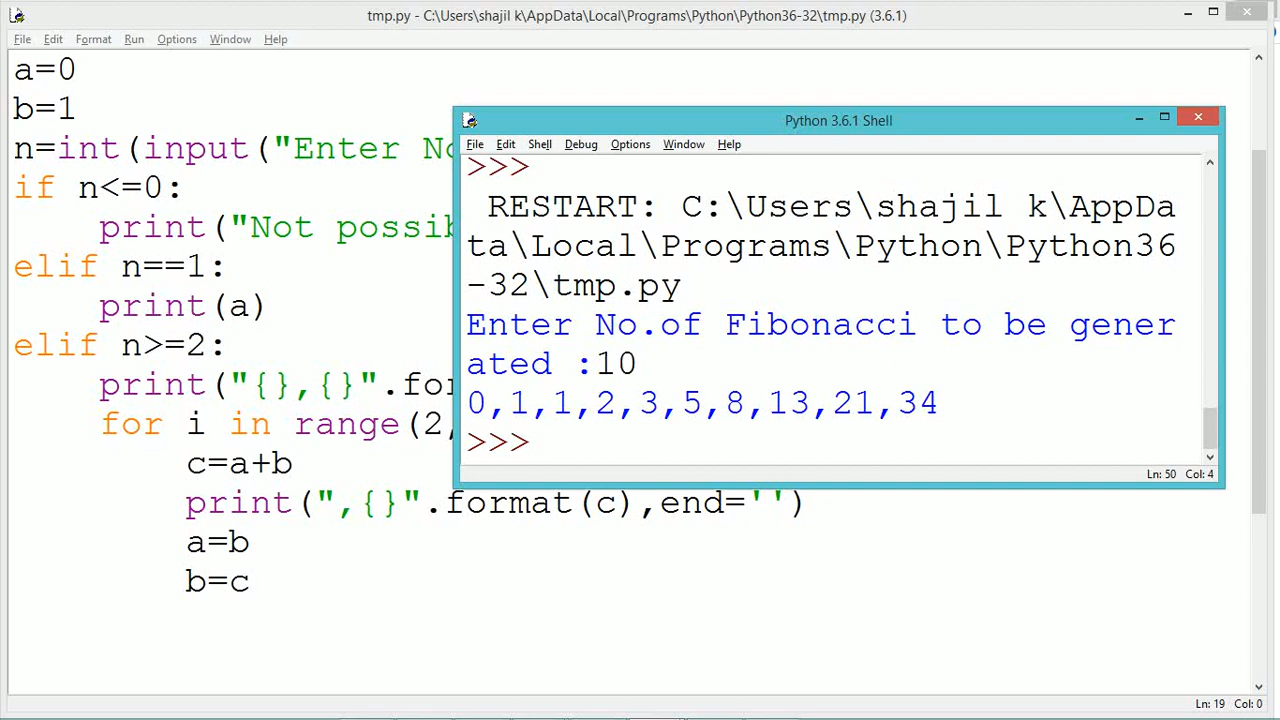 tmp.py - C:\Users\shajil k\AppData\Local\Programs\Python\Python36-32\tmp.py (3.6.1)
File Edit Format Run Options Window Help
a=0
b=1
n=int(input("Enter No
if n<=0:
print("Not possib
elif n==1:
print(a)
elif n>=2:
print("{},{}".for
for i in range(2,
c=a+b
print(",{}".format(c),end='')
a=b
b=c
Ln: 19 Col: 0
Python 3.6.1 Shell
File Edit Shell Debug Options Window Help
>>>
RESTART: C:\Users\shajil k\AppDa
ta\Local\Programs\Python\Python36
-32\tmp.py
Enter No.of Fibonacci to be gener
ated :10
0,1,1,2,3,5,8,13,21,34
>>>
Ln: 50 Col: 4